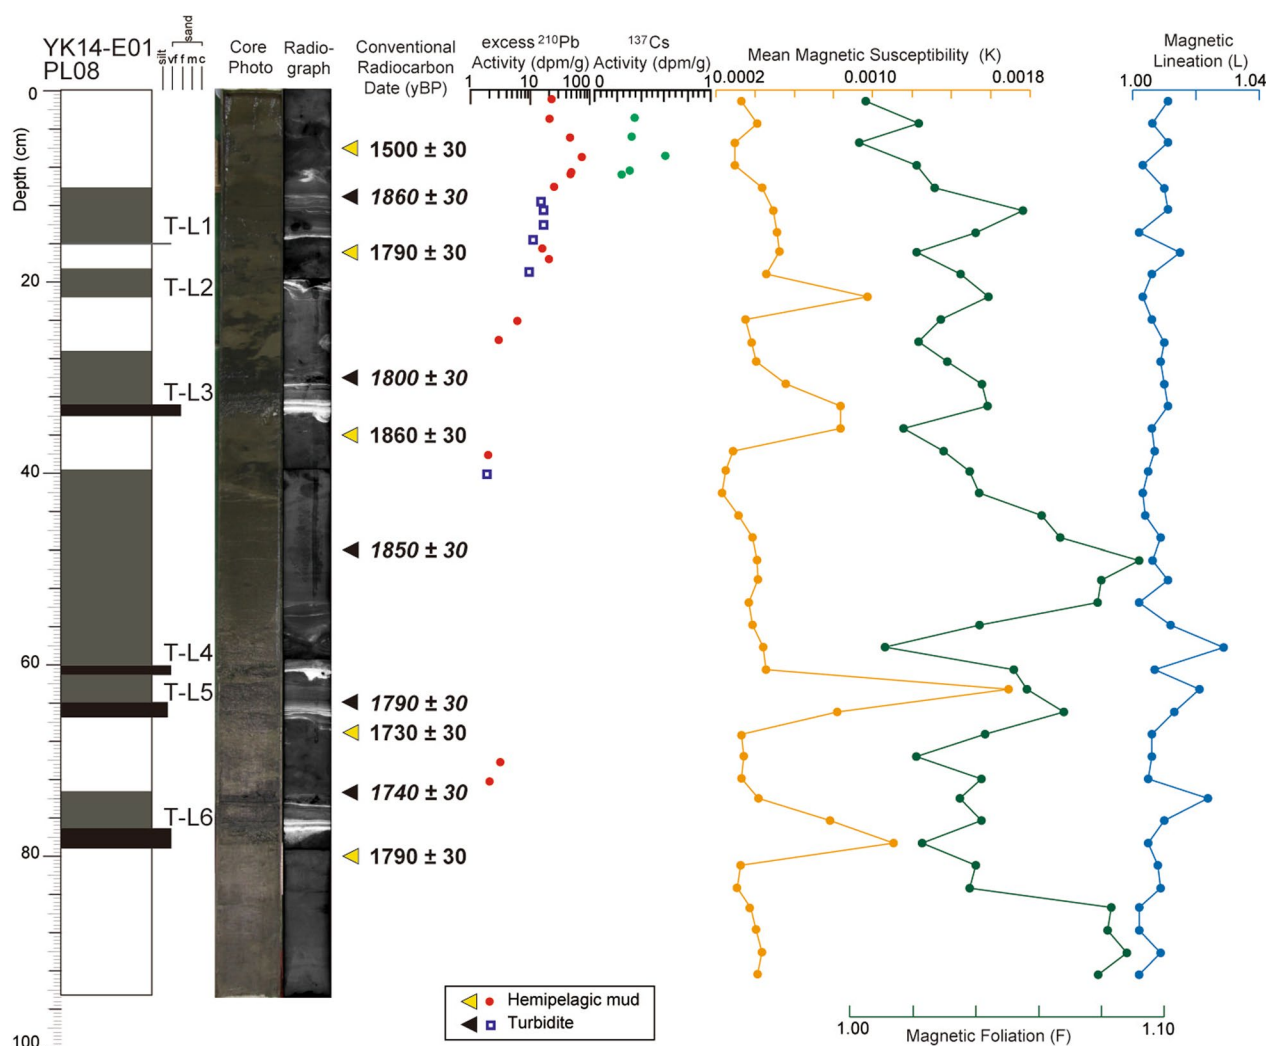 YK14-E01
PL08
silt
sand
vf f m c
Core
Photo
Radio-
graph
Conventional
Radiocarbon
Date (yBP)
excess 210Pb
Activity (dpm/g)
1 10 100
137Cs
Activity (dpm/g)
0 1
Mean Magnetic Susceptibility (K)
0.0002 0.0010 0.0018
Magnetic
Lineation (L)
1.00 1.04
Depth (cm)
0
20
40
60
80
100
T-L1
T-L2
T-L3
T-L4
T-L5
T-L6
1500 ± 30
1860 ± 30
1790 ± 30
1800 ± 30
1860 ± 30
1850 ± 30
1790 ± 30
1730 ± 30
1740 ± 30
1790 ± 30
Hemipelagic mud
Turbidite
1.00 1.10
Magnetic Foliation (F)